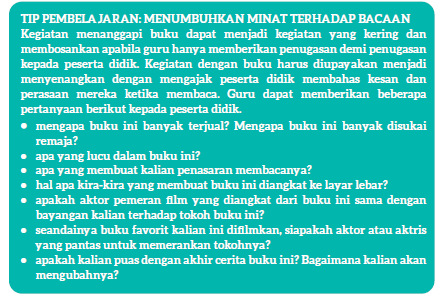 TIP PEMBELAJARAN: MENUMBUHKAN MINAT TERHADAP BACAAN
Kegiatan menanggapi buku dapat menjadi kegiatan yang kering dan
membosankan apabila guru hanya memberikan penugasan demi penugasan
kepada peserta didik. Kegiatan dengan buku harus diupayakan menjadi
menyenangkan dengan mengajak peserta didik membahas kesan dan
perasaan mereka ketika membaca. Guru dapat memberikan beberapa
pertanyaan berikut kepada peserta didik.
• mengapa buku ini banyak terjual? Mengapa buku ini banyak disukai
remaja?
• apa yang lucu dalam buku ini?
• apa yang membuat kalian penasaran membacanya?
• hal apa kira-kira yang membuat buku ini diangkat ke layar lebar?
• apakah aktor pemeran film yang diangkat dari buku ini sama dengan
bayangan kalian terhadap tokoh buku ini?
• seandainya buku favorit kalian ini difilmkan, siapakah aktor atau aktris
yang pantas untuk memerankan tokohnya?
• apakah kalian puas dengan akhir cerita buku ini? Bagaimana kalian akan
mengubahnya?